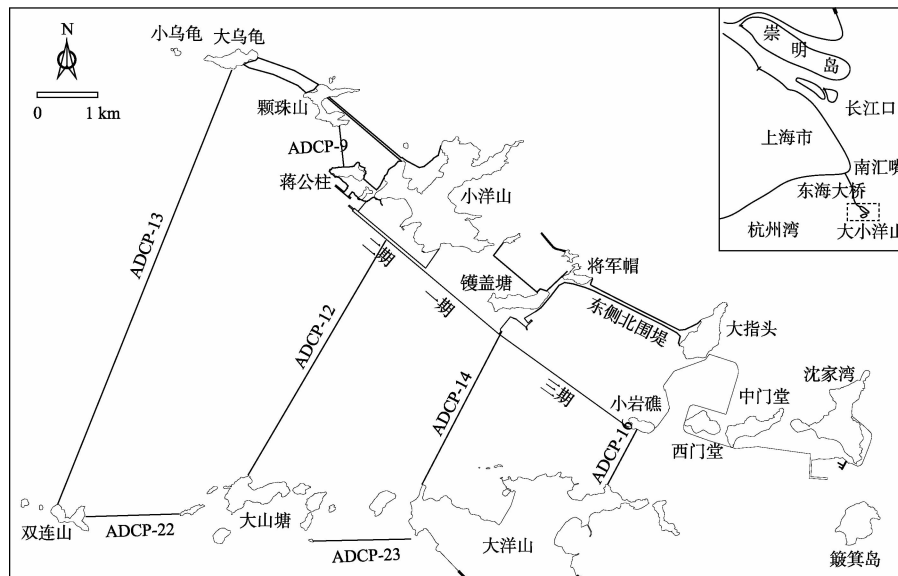 N
0 1 km
小乌龟
大乌龟
颗珠山
ADCP-9
蒋公柱
小洋山
ADCP-13
二期
ADCP-12
一期
镬盖塘
将军帽
东侧北围堤
大指头
ADCP-14
三期
小岩礁
ADCP-16
西门堂
中门堂
沈家湾
双连山
ADCP-22
大山塘
ADCP-23
大洋山
簸箕岛
崇明岛
长江口
上海市
南汇嘴
东海大桥
杭州湾
大小洋山